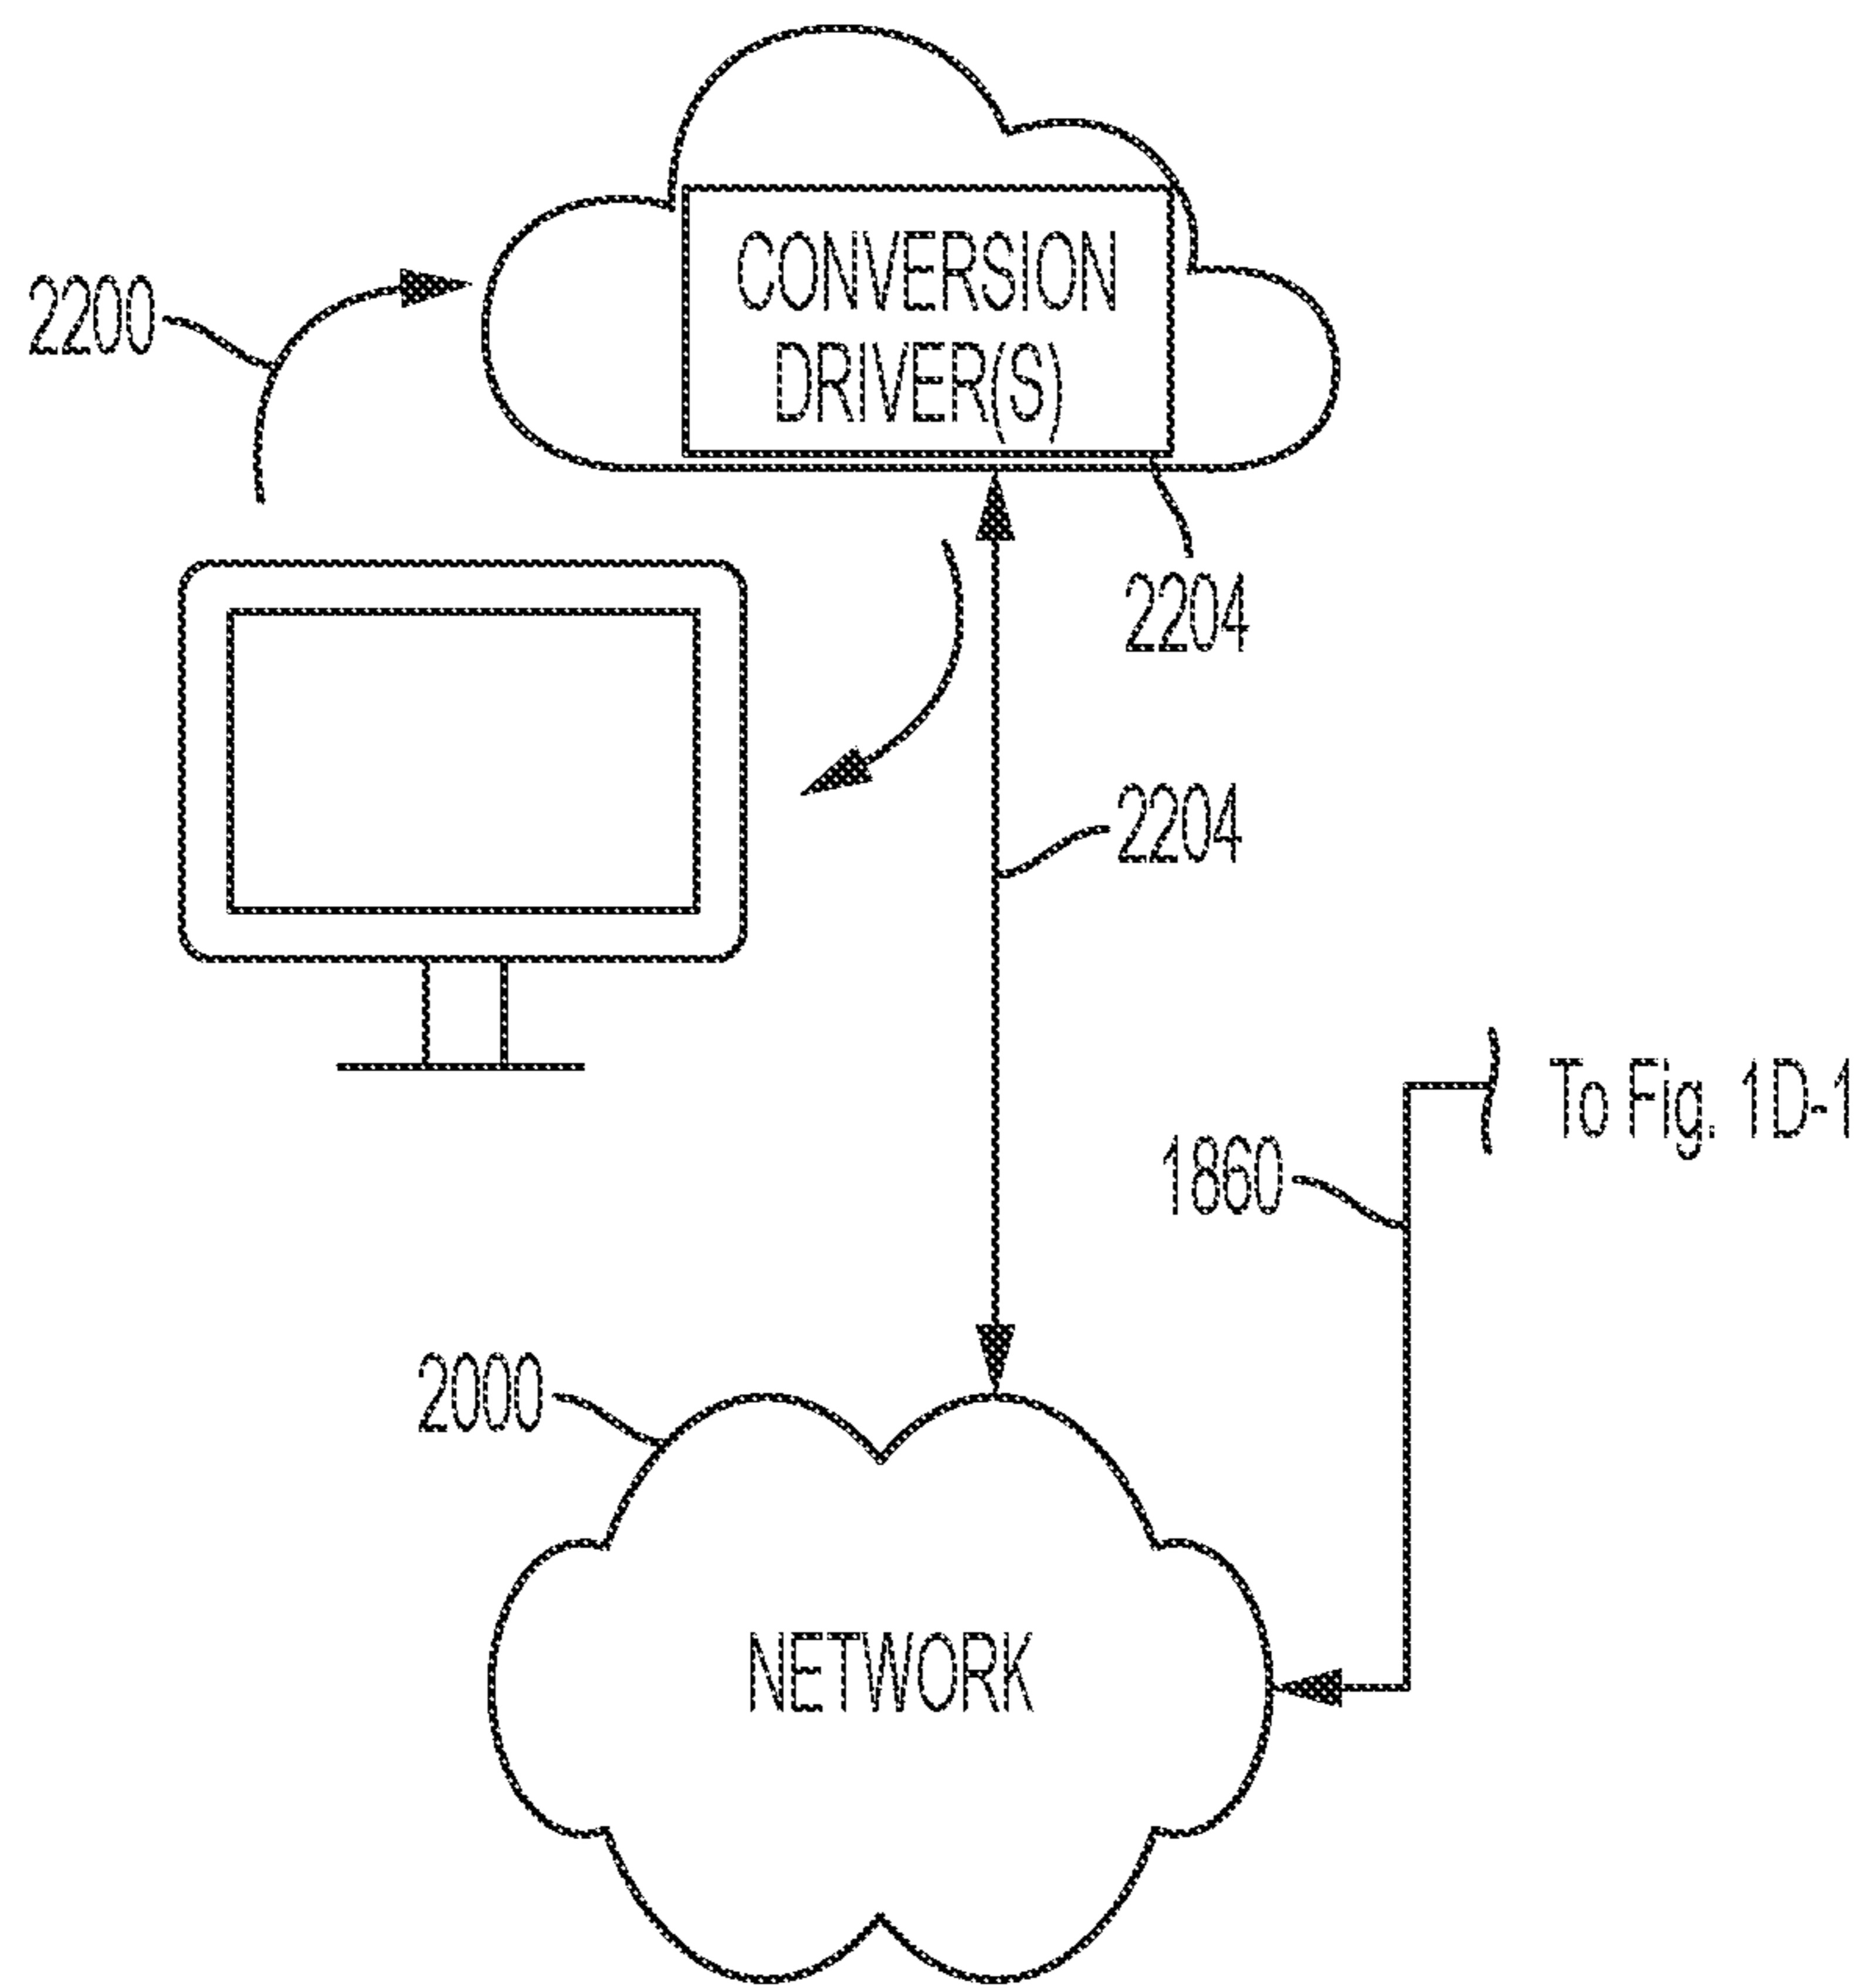 CONVERSION
DRIVER(S)
2200
2204
2204
To Fig. 1D-1
1860
2000
NETWORK